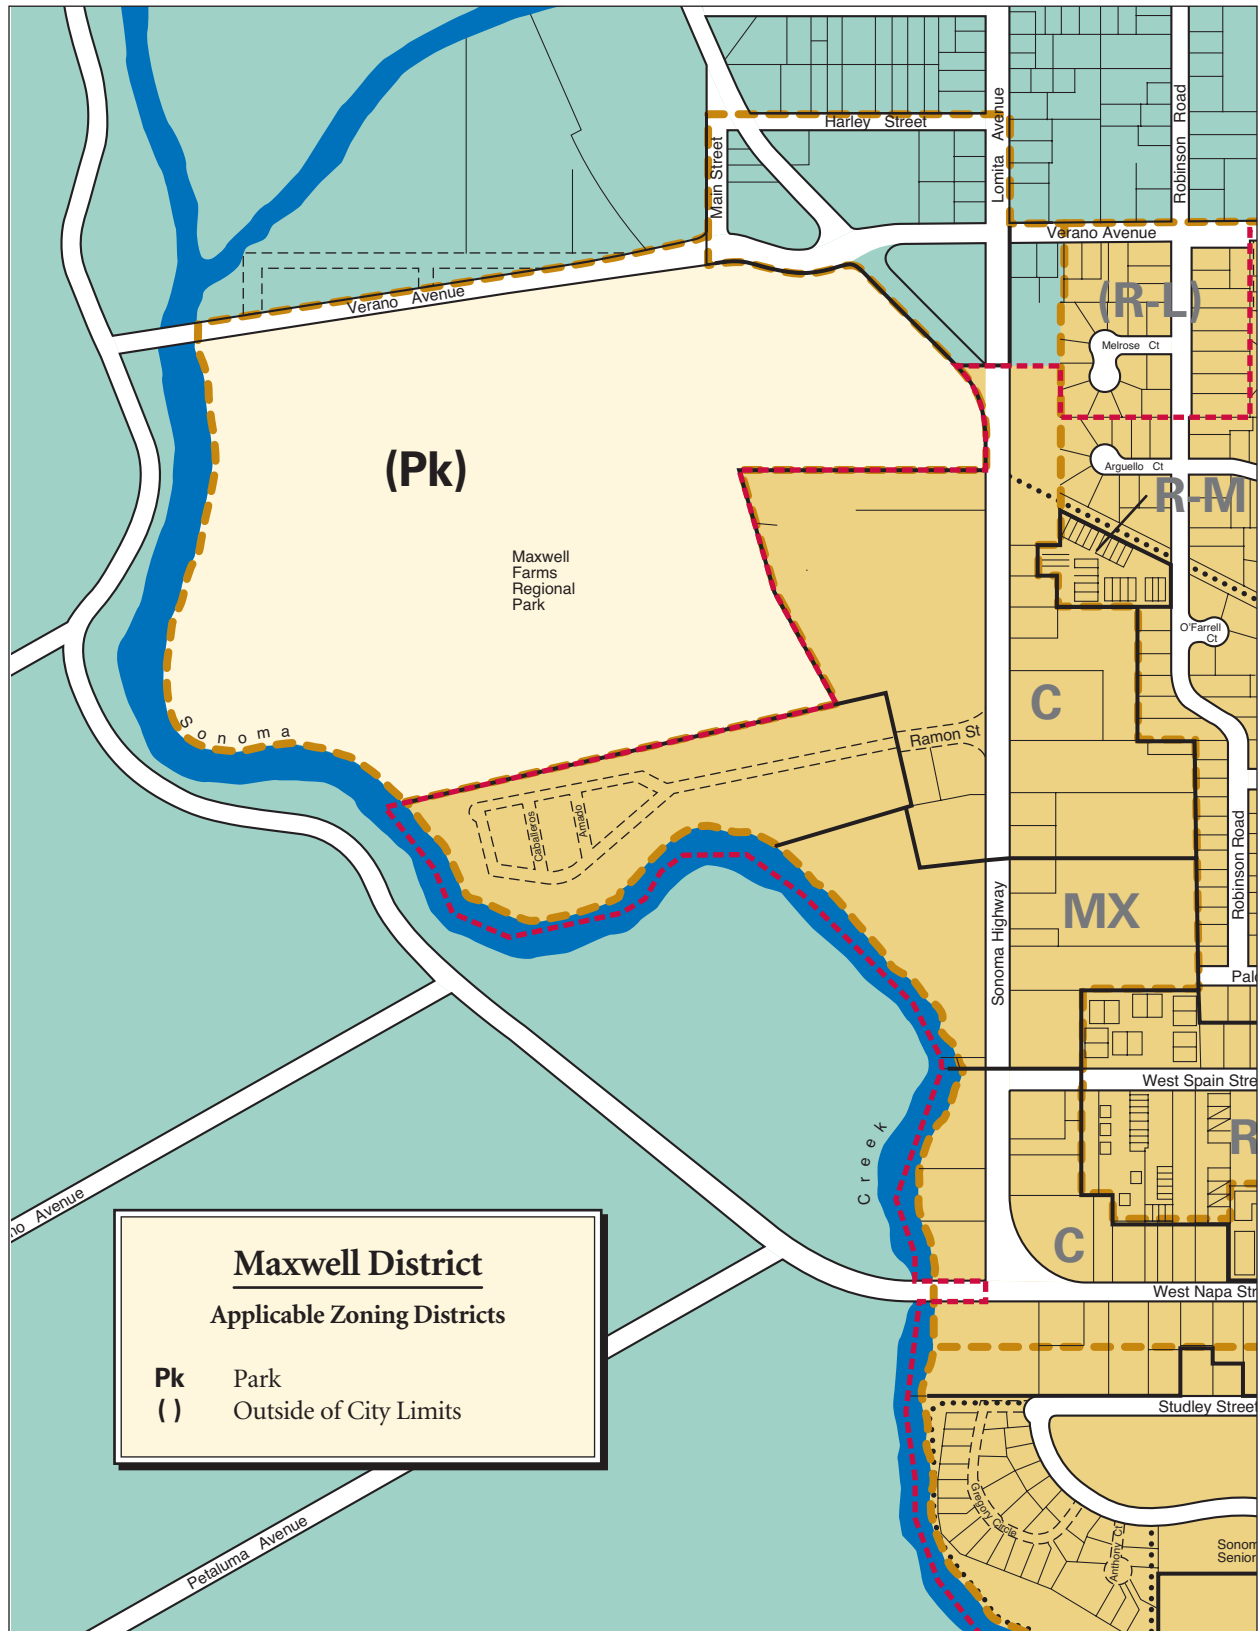 Harley Street
Main Street
Lomita Avenue
Robinson Road
Verano Avenue
Verano Avenue
(R-L)
Melrose Ct
(Pk)
Arguello Ct
R-M
Maxwell
Farms
Regional
Park
O'Farrell
Ct
C
Sonoma
Ramon St
Caballeros
Amado
Robinson Road
MX
Sonoma Highway
West Spain Stre
Creek
R
no Avenue
C
West Napa Str
Maxwell District
Applicable Zoning Districts
Pk Park
( ) Outside of City Limits
Studley Street
Gregory Circle
Anthony Ct
Sonom
Senior
Petaluma Avenue